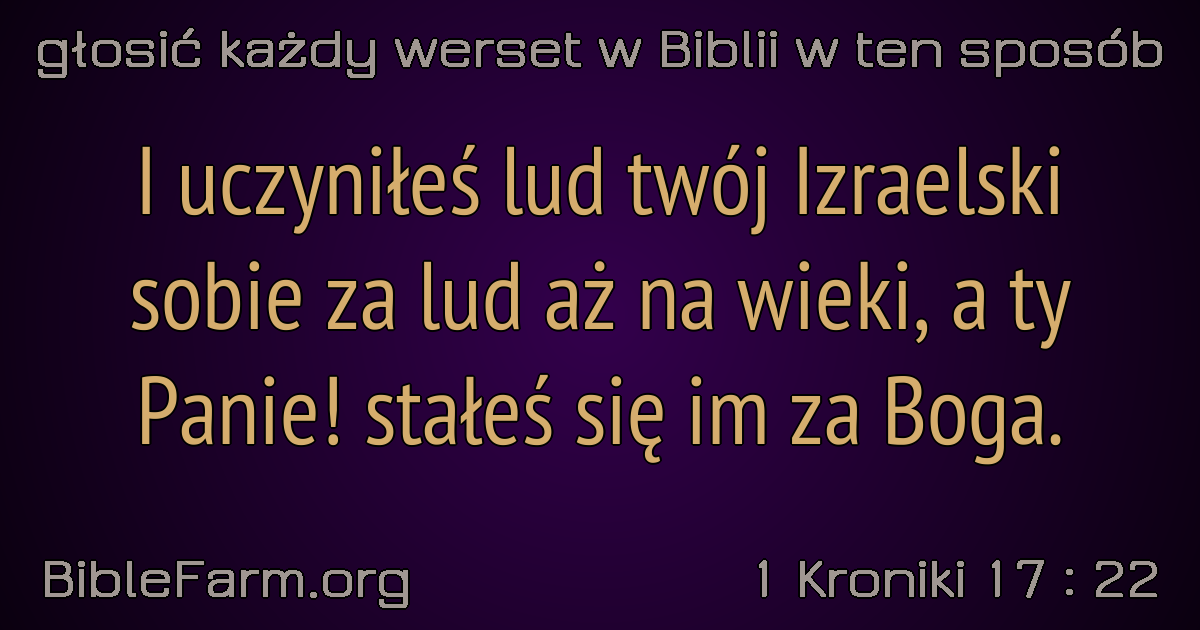 głosić każdy werset w Biblii w ten sposób
I uczyniłeś lud twój Izraelski
sobie za lud aż na wieki, a ty
Panie! stałeś się im za Boga.
BibleFarm.org
1 Kroniki 17 : 22